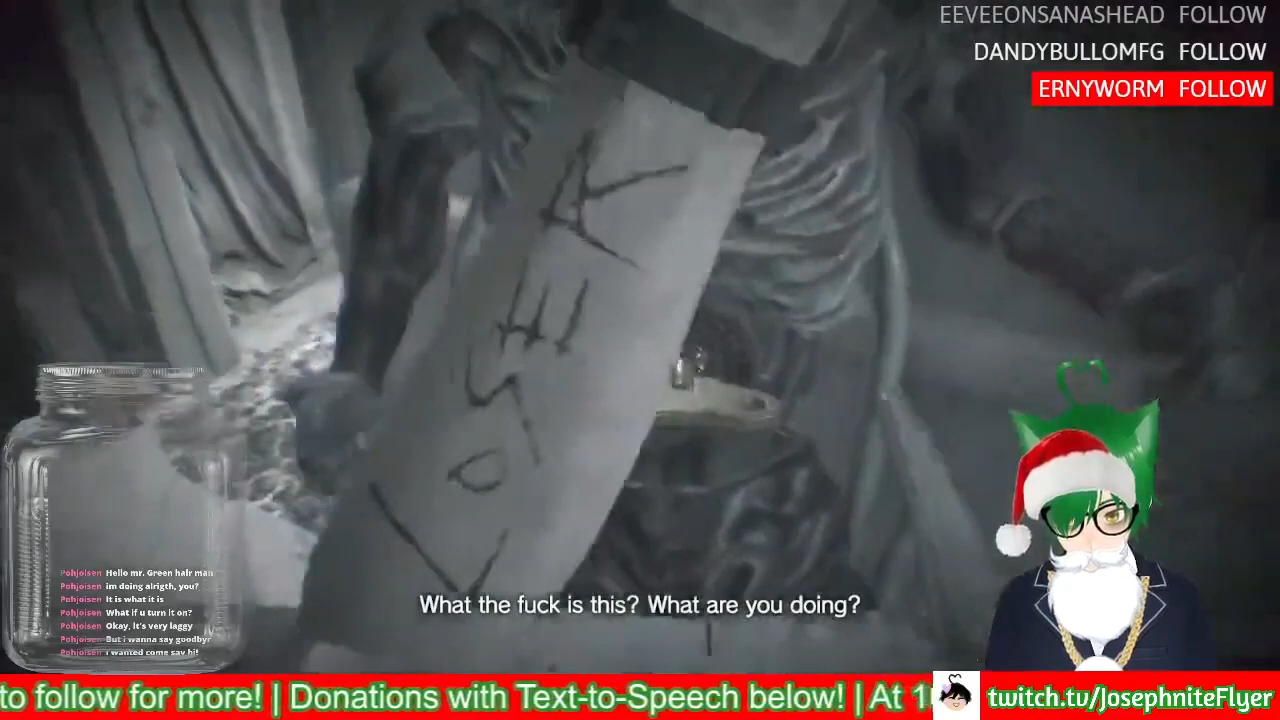 EEVEEONSANASHEAD FOLLOW
DANDYBULLOMFG FOLLOW
ERNYWORM FOLLOW
Pohjoisen Hello mr. Green hair man
Pohjoisen im doing alrigth, you?
Pohjoisen It is what it is
Pohjoisen What if u turn it on?
Pohjoisen Okay, it's very laggy
Pohjoisen But i wanna say goodbye
Pohjoisen i wanted come say hi!
What the fuck is this? What are you doing?
to follow for more! | Donations with Text-to-Speech below! | At 1
twitch.tv/JosephniteFlyer